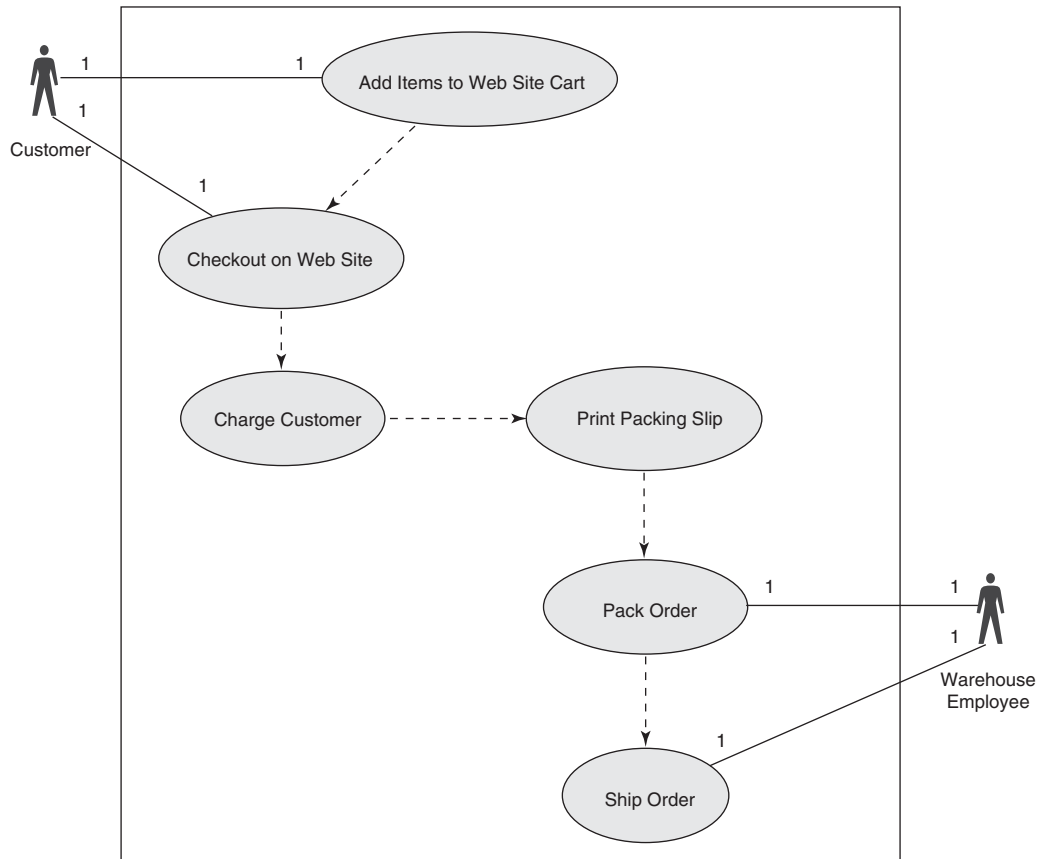 1
1
Add Items to Web Site Cart
1
Customer
1
Checkout on Web Site
Charge Customer
Print Packing Slip
1
1
Pack Order
1
Warehouse
Employee
1
Ship Order